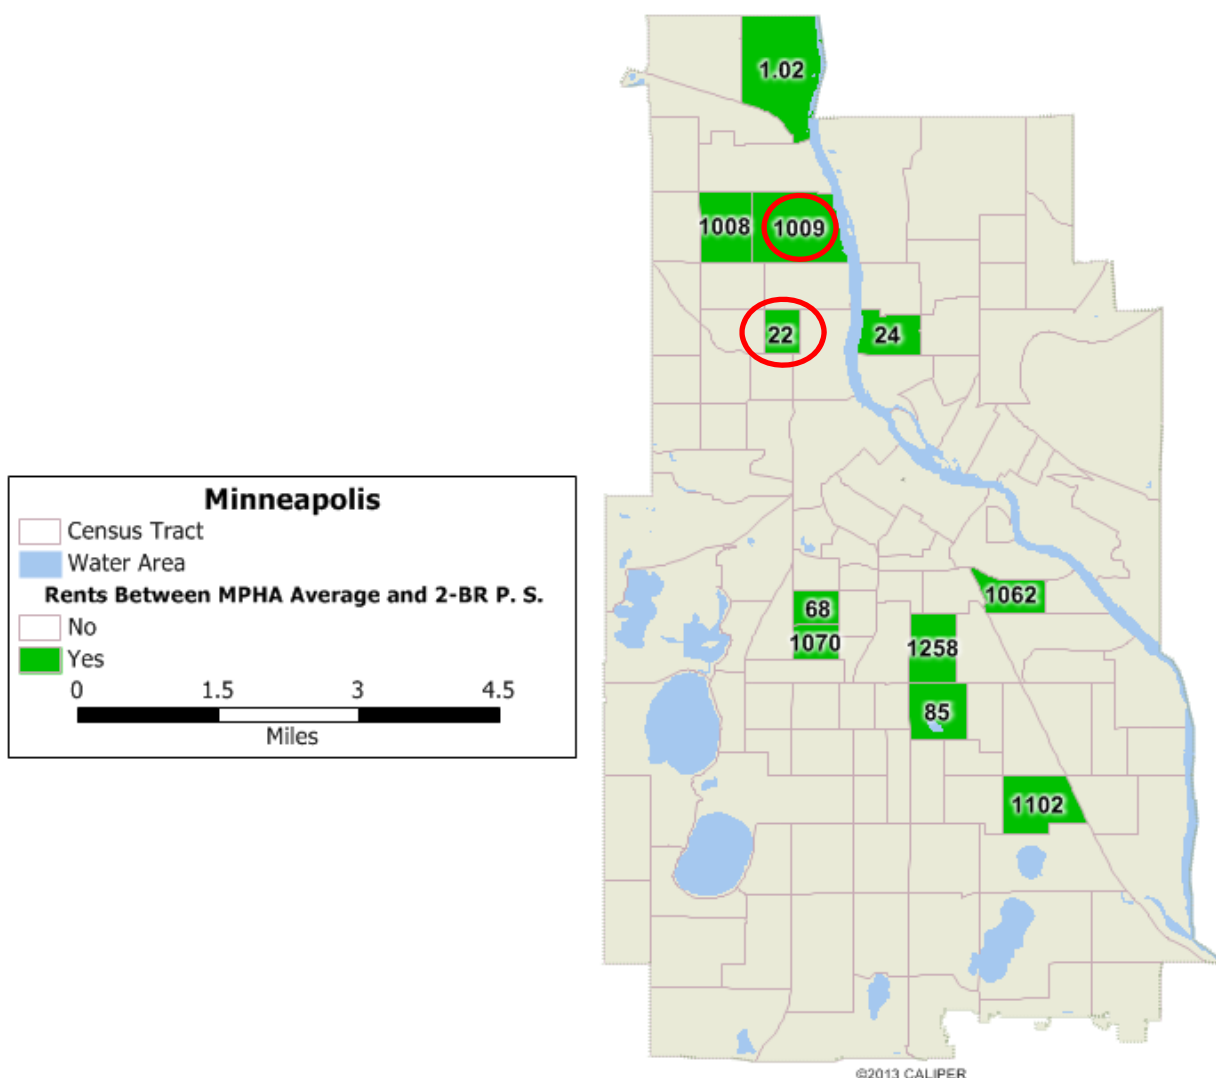 1.02
1008
1009
22
24
Minneapolis
Census Tract
Water Area
Rents Between MPHA Average and 2-BR P. S.
No
Yes
0 1.5 3 4.5
Miles
1062
68
1070
1258
85
1102
©2013 CALIPER